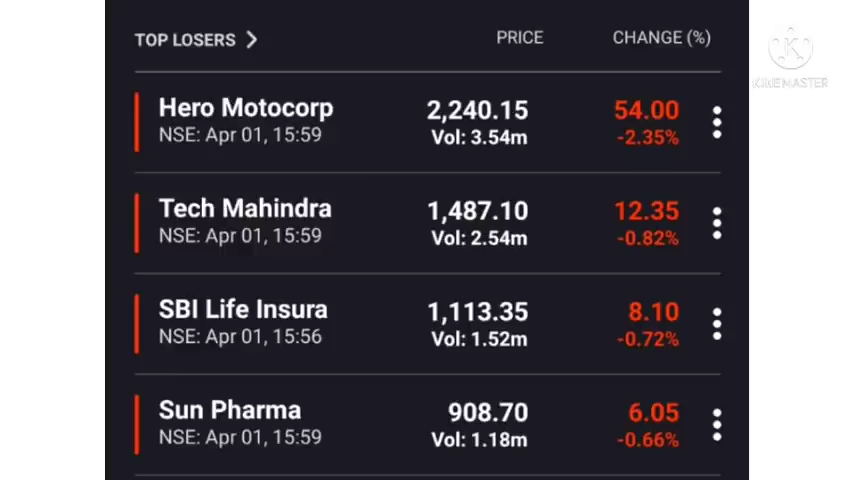 TOP LOSERS > PRICE CHANGE (%)
Hero Motocorp 2,240.15 54.00
NSE: Apr 01, 15:59 Vol: 3.54m -2.35%
Tech Mahindra 1,487.10 12.35
NSE: Apr 01, 15:59 Vol: 2.54m -0.82%
SBI Life Insura 1,113.35 8.10
NSE: Apr 01, 15:56 Vol: 1.52m -0.72%
Sun Pharma 908.70 6.05
NSE: Apr 01, 15:59 Vol: 1.18m -0.66%
K
KINEMASTER